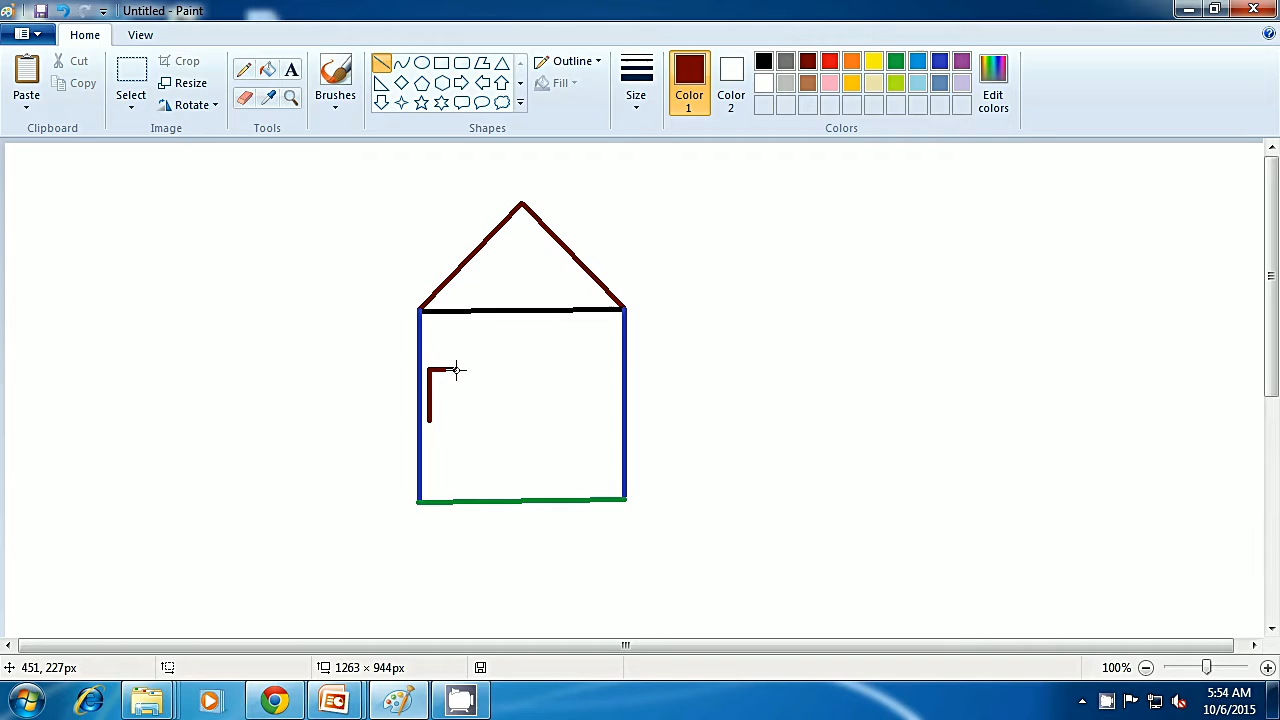 Untitled - Paint
Home
View
Paste
Cut
Copy
Clipboard
Select
Crop
Resize
Rotate
Image
A
Tools
Brushes
Outline
Fill
Shapes
Size
Color
1
Color
2
Edit
colors
Colors
451, 227px
1263 × 944px
100%
5:54 AM
10/6/2015